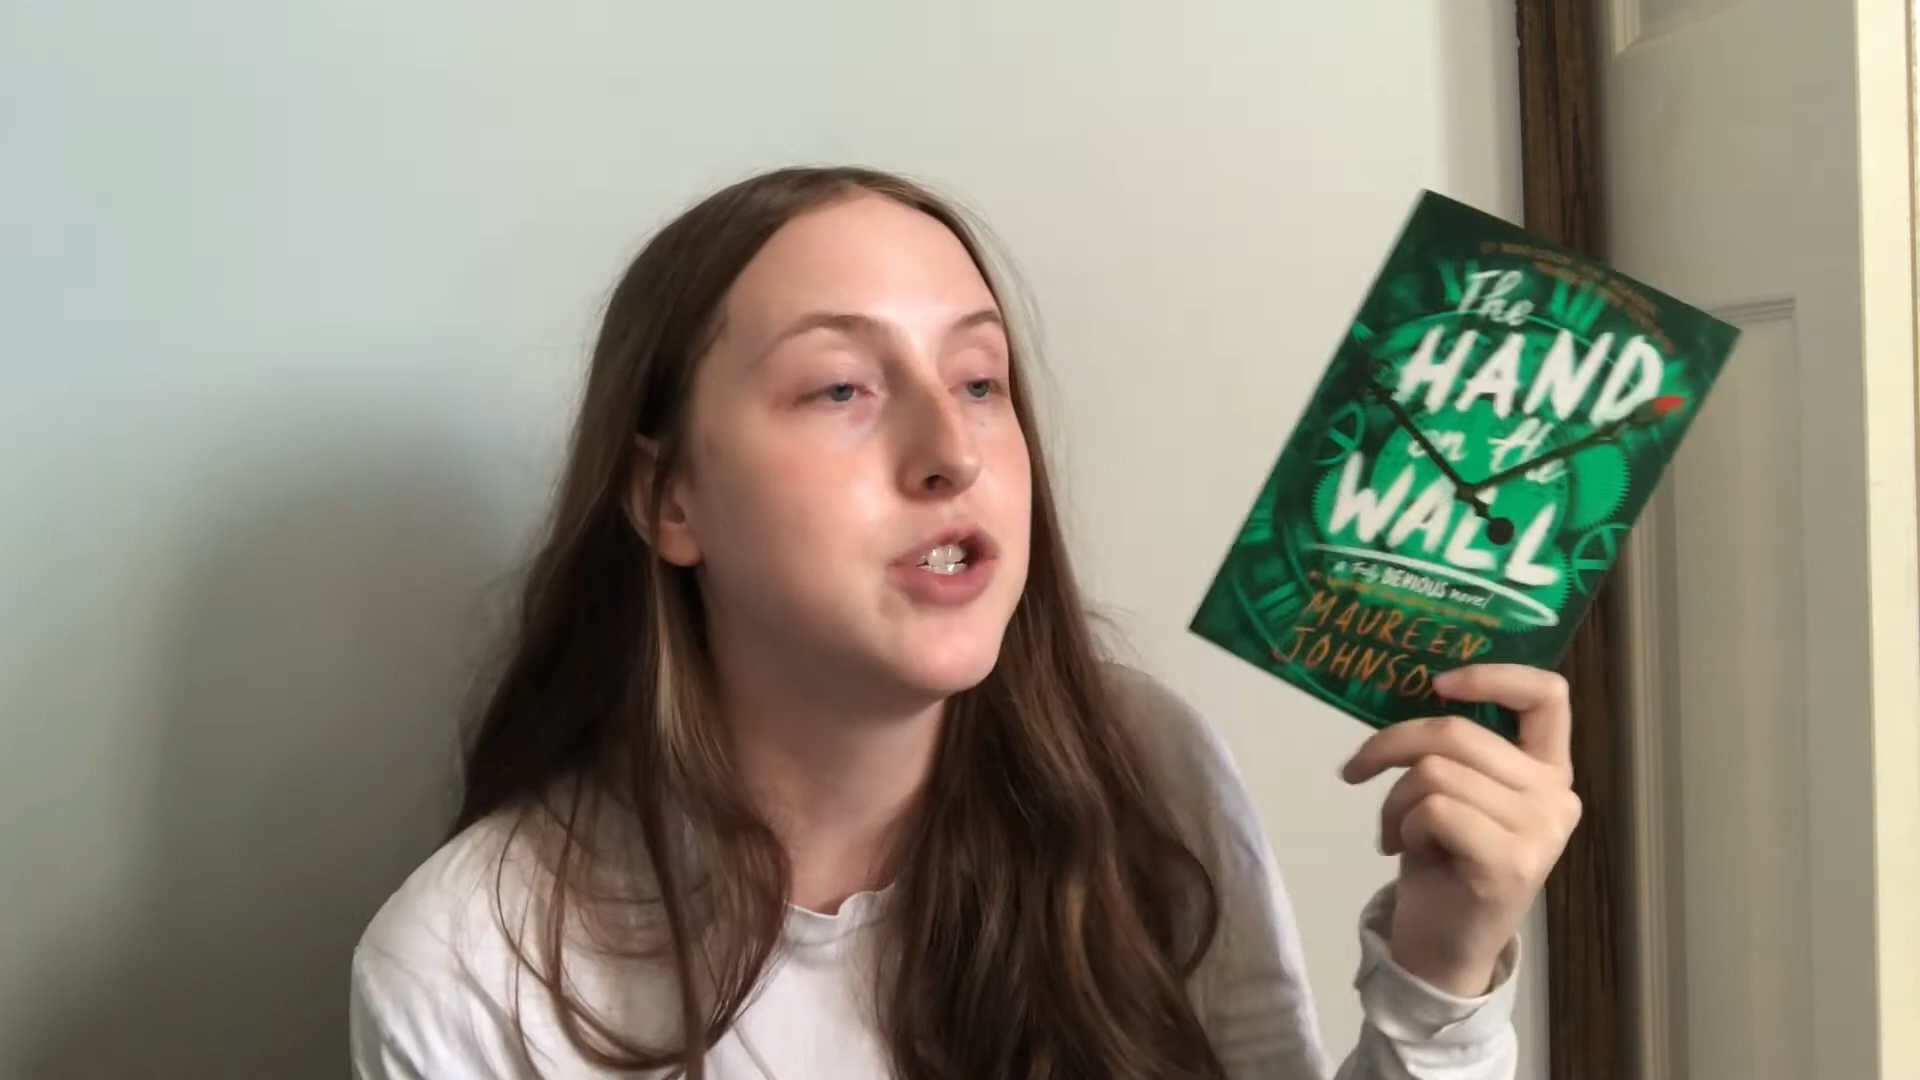 The
HAND
on the
WALL
A Truly DEVIOUS novel
MAUREEN
JOHNSON